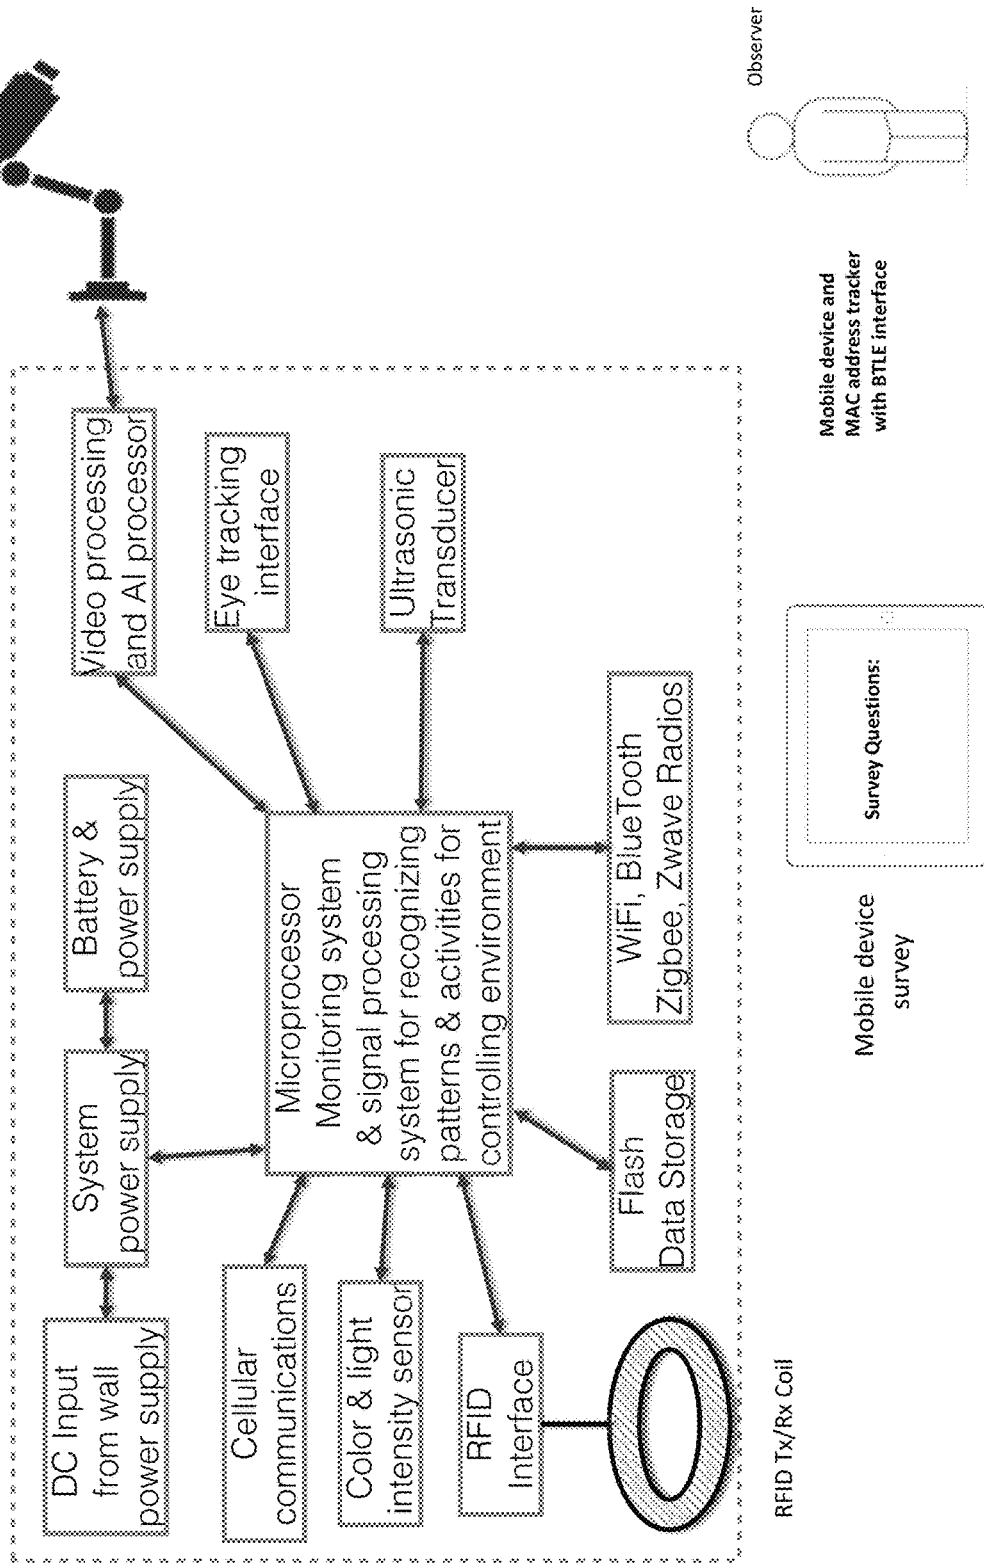 DC Input
from wall
power supply
System
power supply
Battery &
power supply
Video processing
and AI processor
Cellular
communications
Color & light
intensity sensor
RFID
Interface
Microprocessor
Monitoring system
& signal processing
system for recognizing
patterns & activities for
controlling environment
Eye tracking
interface
Ultrasonic
Transducer
Flash
Data Storage
WiFi, BlueTooth
Zigbee, Zwave Radios
RFID Tx/Rx Coil
Mobile device
survey
Survey Questions:
Mobile device and
MAC address tracker
with BTLE interface
Observer